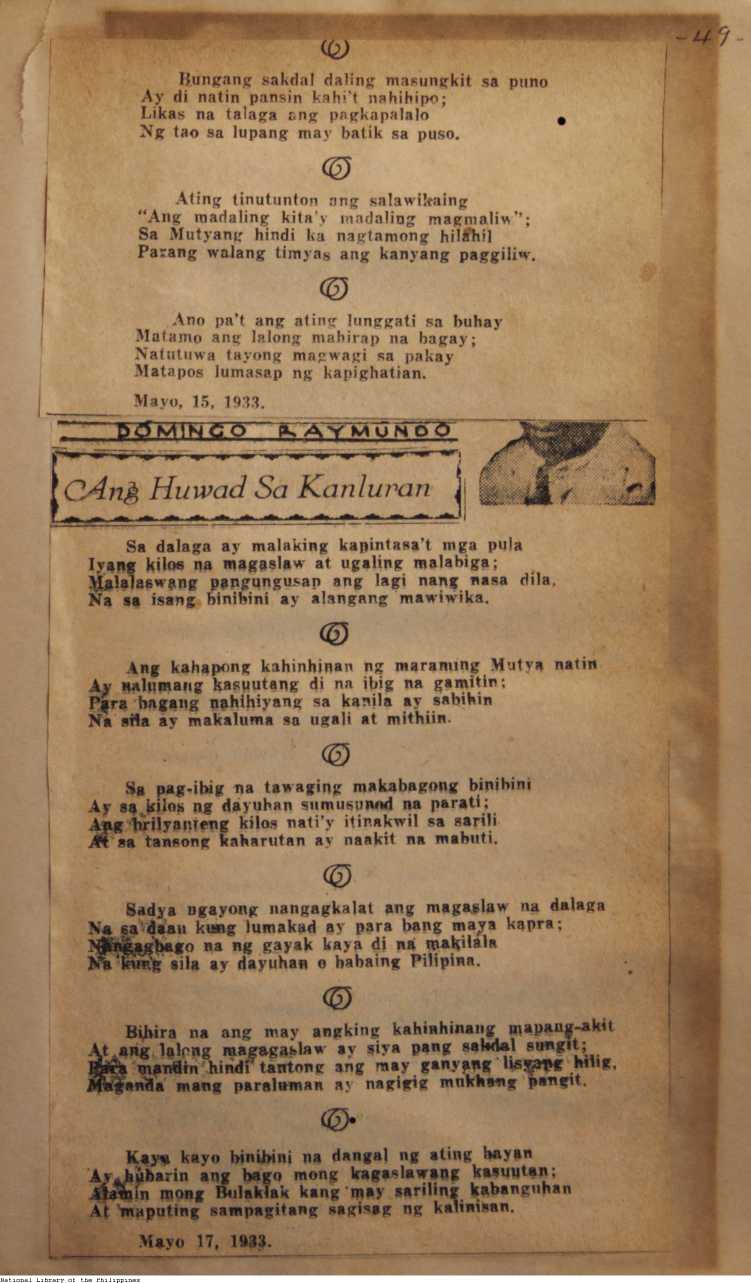 -49-
Bungang sakdal daling masungkit sa puno
Ay di natin pansin kahi't nahihipo;
Likas na talaga ang pagkapalalo
Ng tao sa lupang may batik sa puso.
Ating tinutunton ang salawikaing
“Ang madaling kita'y madaling magmaliw”;
Sa Mutyang hindi ka nagtamong hilahil
Parang walang timyas ang kanyang paggiliw.
Ano pa't ang ating lunggati sa buhay
Matamo ang lalong mahirap na bagay;
Natutuwa tayong magwagi sa pakay
Matapos lumasap ng kapighatian.
Mayo, 15, 1933.
DOMINGO RAYMUNDO
Ang Huwad Sa Kanluran
Sa dalaga ay malaking kapintasa't mga pula
Iyang kilos na magaslaw at ugaling malabiga;
Malalaswang pangungusap ang lagi nang nasa dila,
Na sa isang binibini ay alangang mawiwika.
Ang kahapong kahinhinan ng maraming Mutya natin
Ay nalumang kasuutang di na ibig na gamitin;
Para bagang nahihiyang sa kanila ay sabihin
Na sila ay makaluma sa ugali at mithiin.
Sa pag-ibig na tawaging makabagong binibini
Ay sa kilos ng dayuhan sumusunod na parati;
Ang brilyanteng kilos nati'y itinakwil sa sarili
At sa tansong kaharutan ay naakit na mabuti.
Sadya ngayong nangagkalat ang magaslaw na dalaga
Na sa daan kung lumakad ay para bang maya kapra;
Nangagbago na ng gayak kaya di na makilala
Na kung sila ay dayuhan o babaing Pilipina.
Bihira na ang may angking kahinhinang mapang-akit
At ang lalong magagaslaw ay siya pang sakdal sungit;
Para mandin hindi tantong ang may ganyang lisyang hilig,
Maganda mang paraluman ay nagigig mukhang pangit.
Kaya kayo binibini na dangal ng ating bayan
Ay hubarin ang bago mong kagaslawang kasuutan;
Alamin mong Bulaklak kang may sariling kabanguhan
At maputing sampagitang sagisag ng kalinisan.
Mayo 17, 1933.
National Library of the Philippines